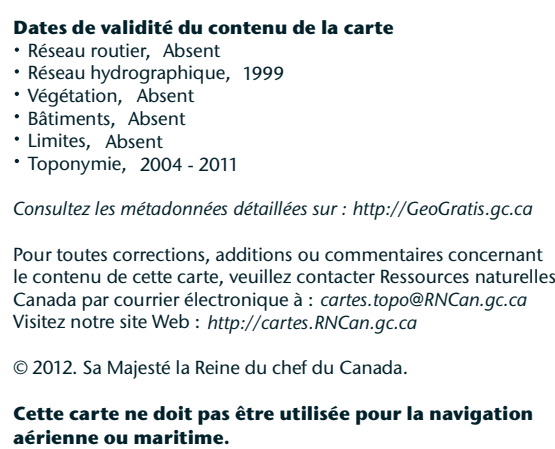 Dates de validité du contenu de la carte
• Réseau routier, Absent
• Réseau hydrographique, 1999
• Végétation, Absent
• Bâtiments, Absent
• Limites, Absent
• Toponymie, 2004 - 2011
Consultez les métadonnées détaillées sur : http://GeoGratis.gc.ca
Pour toutes corrections, additions ou commentaires concernant
le contenu de cette carte, veuillez contacter Ressources naturelles
Canada par courrier électronique à : cartes.topo@RNCan.gc.ca
Visitez notre site Web : http://cartes.RNCan.gc.ca
© 2012. Sa Majesté la Reine du chef du Canada.
Cette carte ne doit pas être utilisée pour la navigation
aérienne ou maritime.